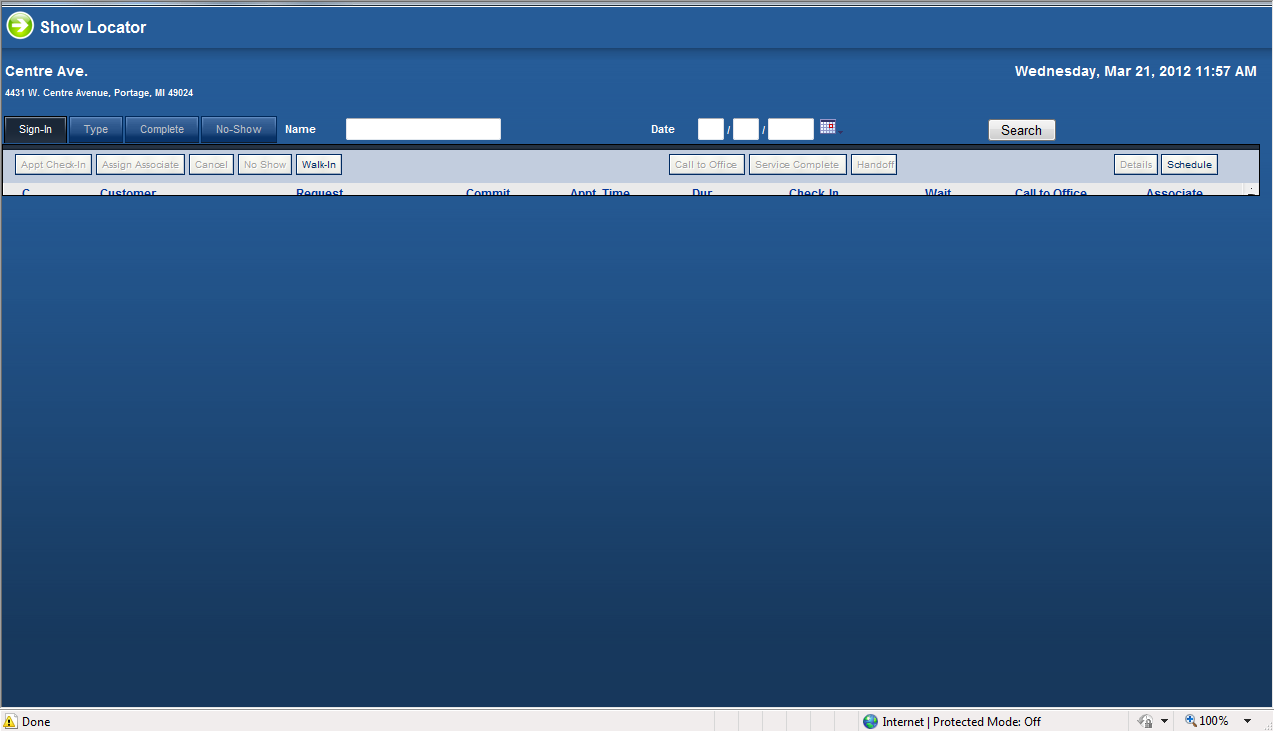 Show Locator
Centre Ave.
Wednesday, Mar 21, 2012 11:57 AM
4431 W. Centre Avenue, Portage, MI 49024
Sign-In Type Complete No-Show Name Date / / Search
Appt Check-In Assign Associate Cancel No Show Walk-In Call to Office Service Complete Handoff Details Schedule
C Customer Request Commit Appt. Time Dur Check In Wait Call to Office Associate
Done Internet | Protected Mode: Off 100%